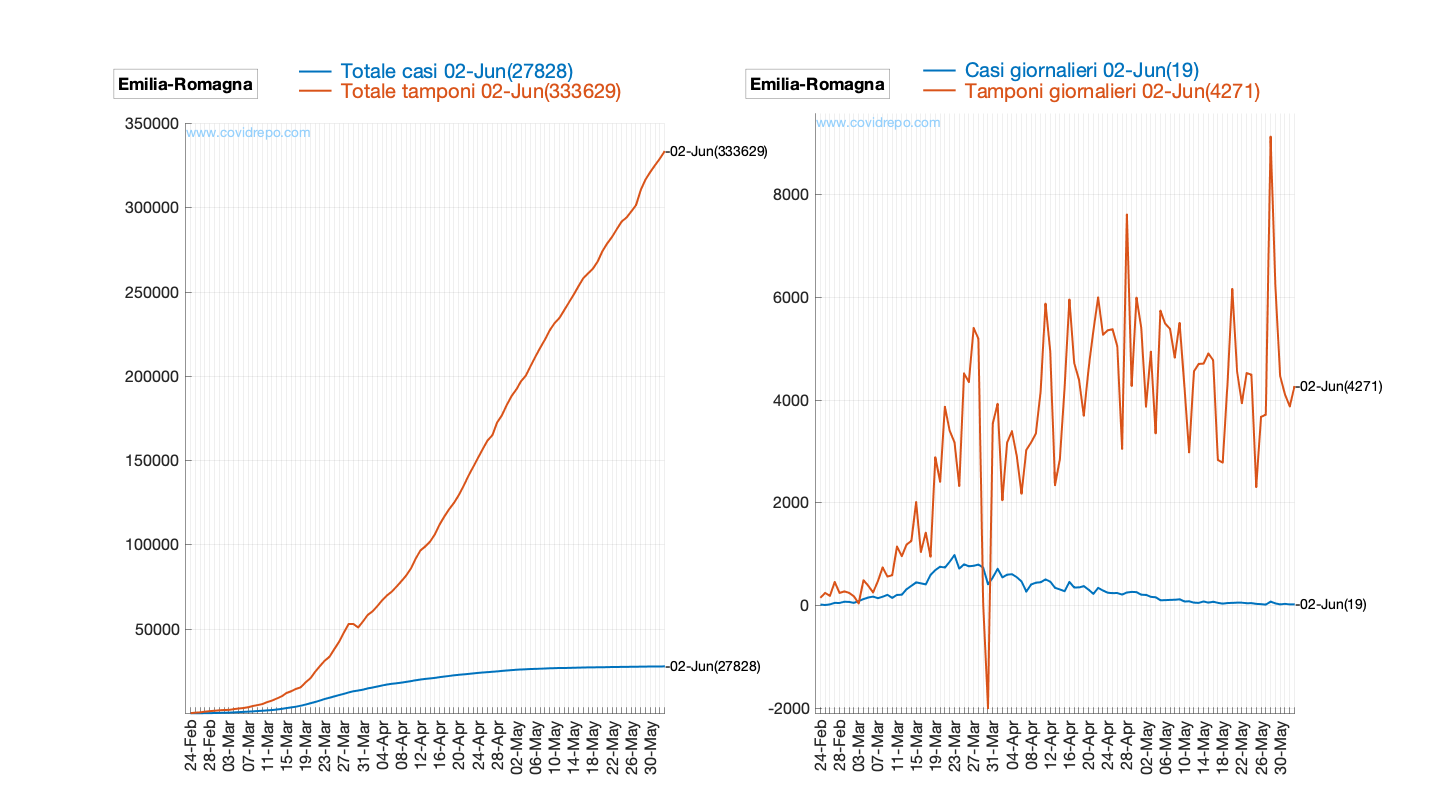 Emilia-Romagna
Totale casi 02-Jun(27828)
Totale tamponi 02-Jun(333629)
350000
300000
250000
200000
150000
100000
50000
www.covidrepo.com
-02-Jun(333629)
-02-Jun(27828)
24-Feb
28-Feb
03-Mar
07-Mar
11-Mar
15-Mar
19-Mar
23-Mar
27-Mar
31-Mar
04-Apr
08-Apr
12-Apr
16-Apr
20-Apr
24-Apr
28-Apr
02-May
06-May
10-May
14-May
18-May
22-May
26-May
30-May
Emilia-Romagna
Casi giornalieri 02-Jun(19)
Tamponi giornalieri 02-Jun(4271)
www.covidrepo.com
8000
6000
4000
2000
0
-2000
-02-Jun(4271)
-02-Jun(19)
24-Feb
28-Feb
03-Mar
07-Mar
11-Mar
15-Mar
19-Mar
23-Mar
27-Mar
31-Mar
04-Apr
08-Apr
12-Apr
16-Apr
20-Apr
24-Apr
28-Apr
02-May
06-May
10-May
14-May
18-May
22-May
26-May
30-May